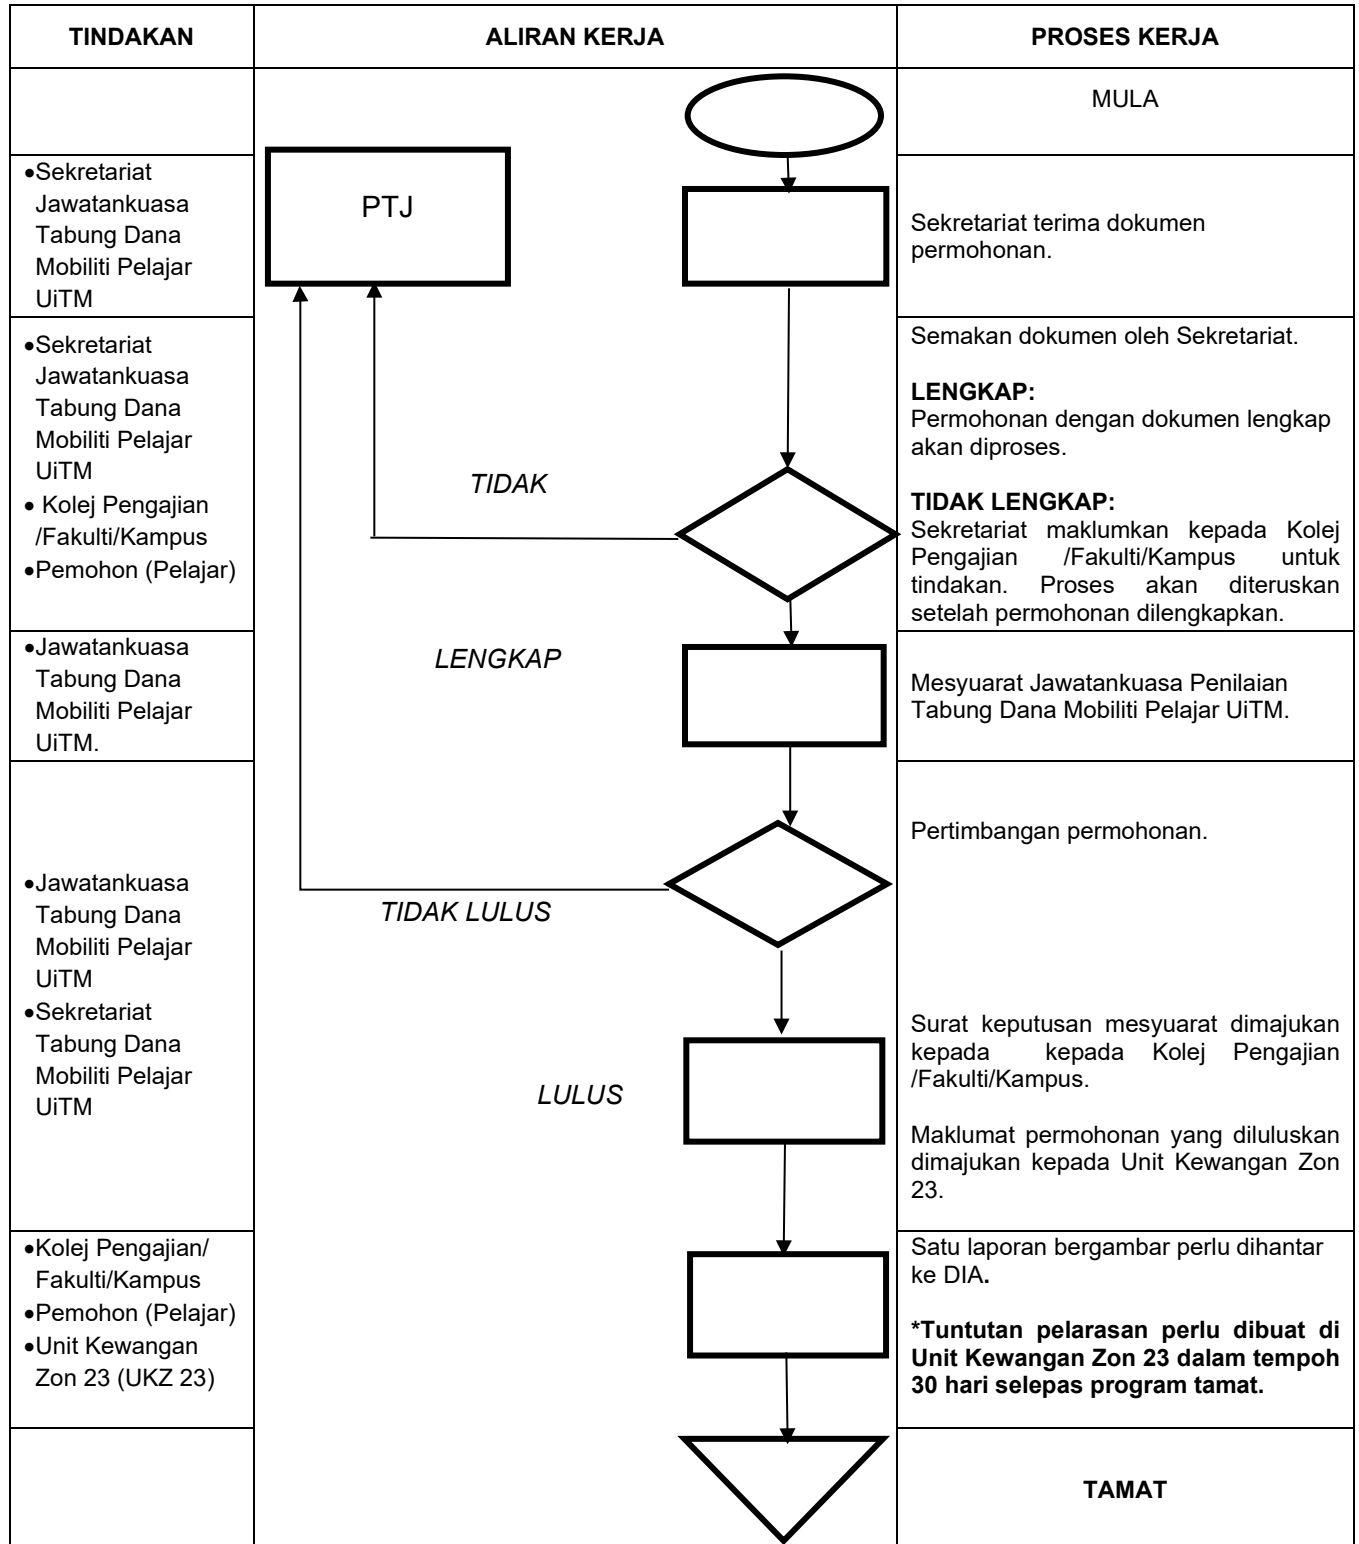 TINDAKAN
ALIRAN KERJA
PROSES KERJA
MULA
•Sekretariat
Jawatankuasa
Tabung Dana
Mobiliti Pelajar
UiTM
PTJ
Sekretariat terima dokumen
permohonan.
•Sekretariat
Jawatankuasa
Tabung Dana
Mobiliti Pelajar
UiTM
• Kolej Pengajian
/Fakulti/Kampus
•Pemohon (Pelajar)
TIDAK
LENGKAP
Semakan dokumen oleh Sekretariat.
LENGKAP:
Permohonan dengan dokumen lengkap
akan diproses.
TIDAK LENGKAP:
Sekretariat maklumkan kepada Kolej
Pengajian /Fakulti/Kampus untuk
tindakan. Proses akan diteruskan
setelah permohonan dilengkapkan.
•Jawatankuasa
Tabung Dana
Mobiliti Pelajar
UiTM.
Mesyuarat Jawatankuasa Penilaian
Tabung Dana Mobiliti Pelajar UiTM.
•Jawatankuasa
Tabung Dana
Mobiliti Pelajar
UiTM
•Sekretariat
Tabung Dana
Mobiliti Pelajar
UiTM
TIDAK LULUS
LULUS
Pertimbangan permohonan.
Surat keputusan mesyuarat dimajukan
kepada kepada Kolej Pengajian
/Fakulti/Kampus.
Maklumat permohonan yang diluluskan
dimajukan kepada Unit Kewangan Zon
23.
•Kolej Pengajian/
Fakulti/Kampus
•Pemohon (Pelajar)
•Unit Kewangan
Zon 23 (UKZ 23)
Satu laporan bergambar perlu dihantar
ke DIA.
*Tuntutan pelarasan perlu dibuat di
Unit Kewangan Zon 23 dalam tempoh
30 hari selepas program tamat.
TAMAT